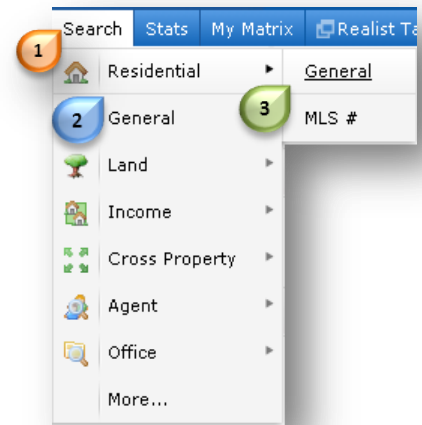 Search Stats My Matrix Realist Ta
1
Residential General
2 General 3 MLS #
Land
Income
Cross Property
Agent
Office
More...